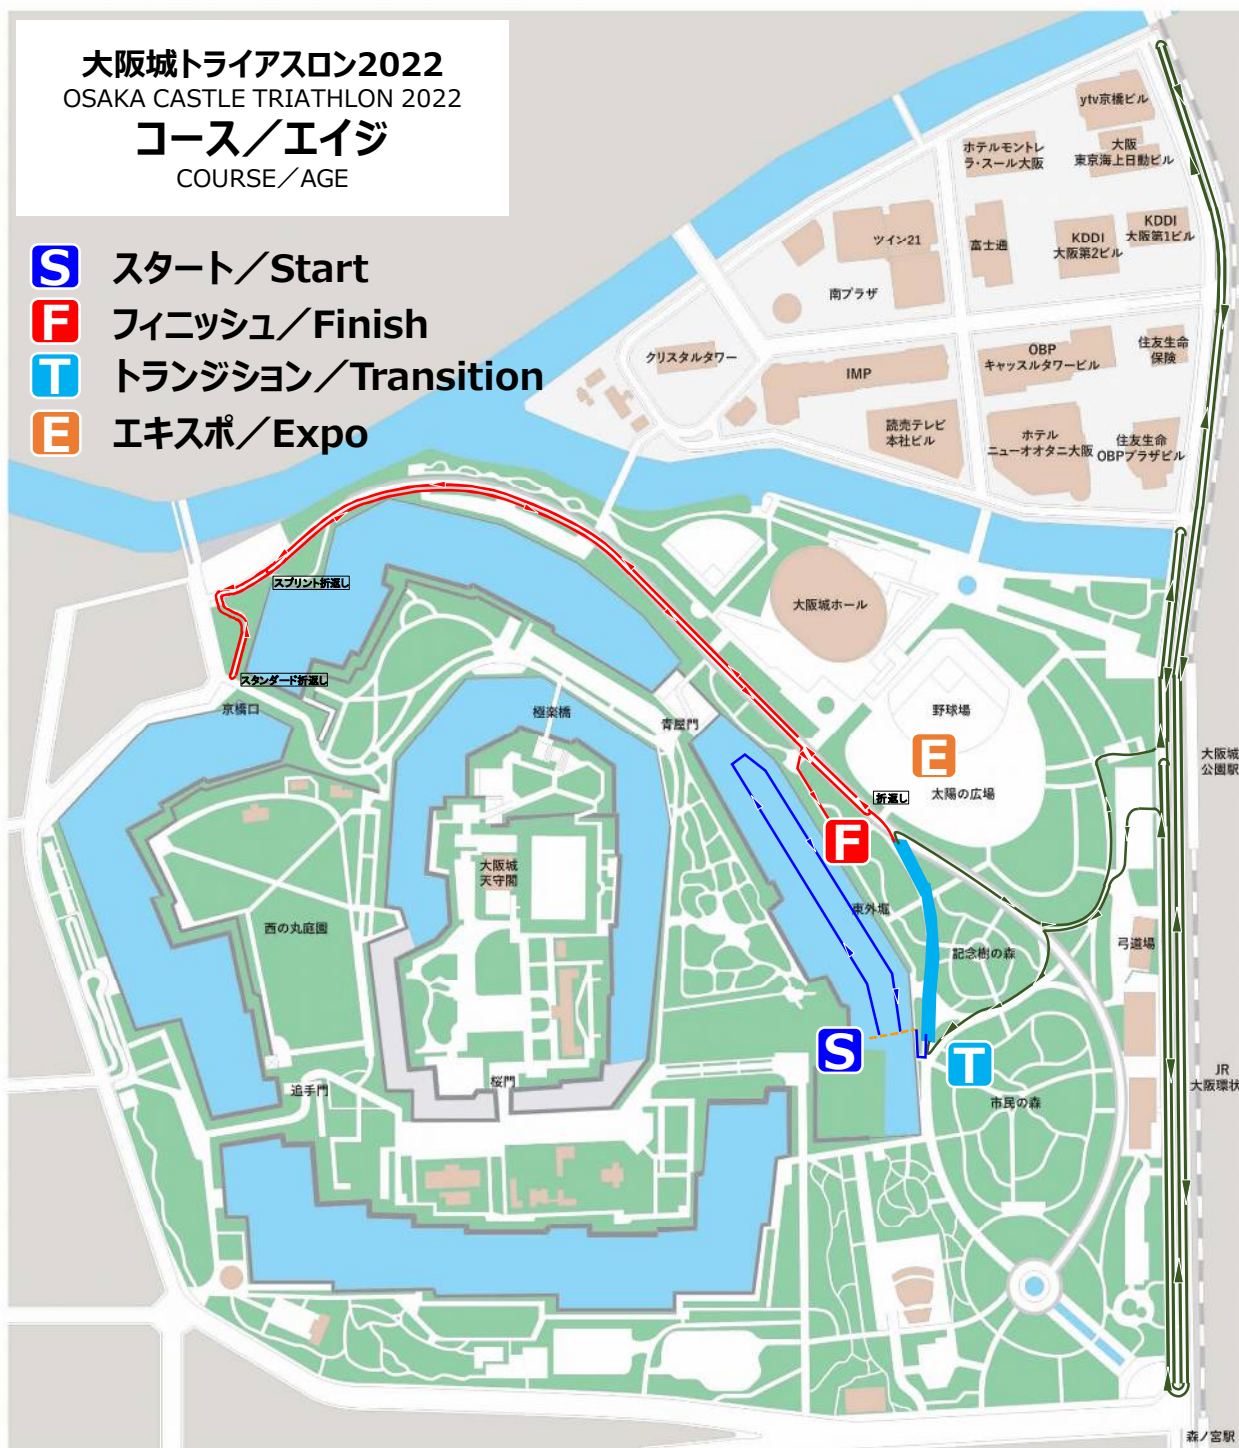 大阪城トライアスロン2022
OSAKA CASTLE TRIATHLON 2022
コース／エイジ
COURSE／AGE
S スタート／Start
F フィニッシュ／Finish
T トランジション／Transition
E エキスポ／Expo
ytv京橋ビル
ホテルモントレ
ラ・スール大阪
大阪
東京海上日動ビル
ツイン21
富士通
KDDI
大阪第2ビル
KDDI
大阪第1ビル
南プラザ
クリスタルタワー
IMP
OBP
キャッスルタワービル
住友生命
保険
読売テレビ
本社ビル
ホテル
ニューオオタニ大阪
住友生命
OBPプラザビル
スプリント折返し
大阪城ホール
スタンダード折返し
京橋口
極楽橋
青屋門
野球場
E
大阪城
公園駅
折返し
太陽の広場
F
大阪城
天守閣
東外堀
西の丸庭園
記念樹の森
弓道場
S
T
桜門
追手門
市民の森
JR
大阪環状
森ノ宮駅